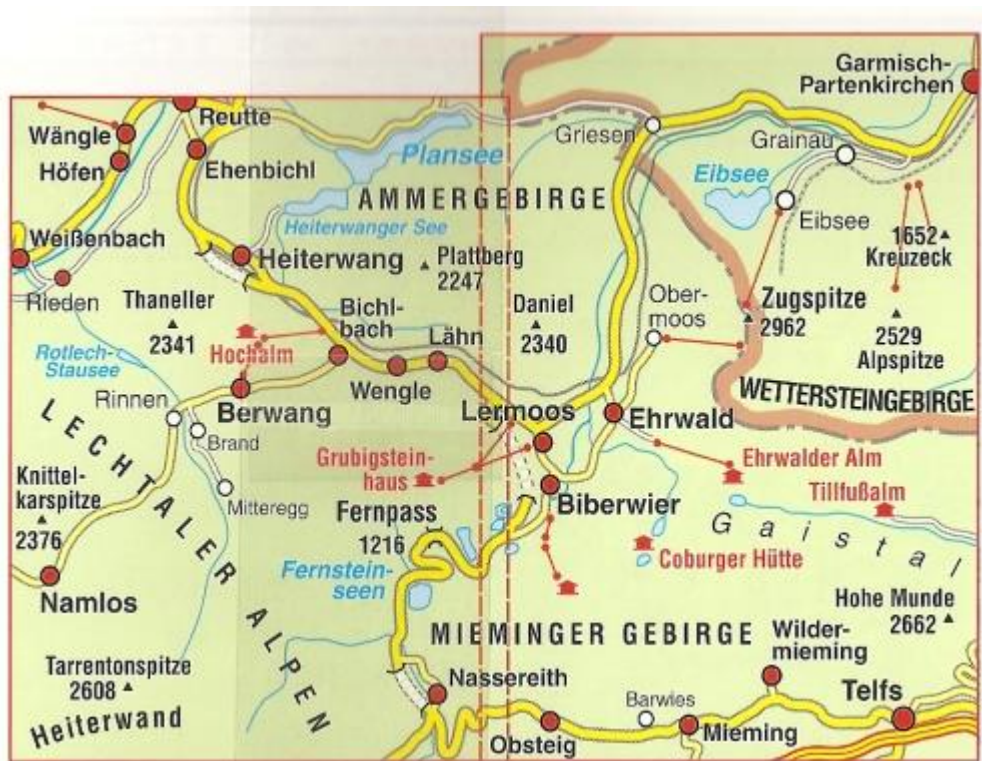 Garmisch-
Partenkirchen
Reutte
Wängle
Griesen
Grainau
Höfen
Ehenbichl
Plansee
Eibsee
AMMERGEBIRGE
Eibsee
Heiterwanger See
Weißenbach
1652
Kreuzeck
Heiterwang
Plattberg
2247
Rieden
Thaneller
2341
Bichl-
bach
Daniel
2340
Ober-
moos
Zugspitze
2962
2529
Alpspitze
Hochalm
Lähn
Rotlech-
Stausee
Wengle
WETTERSTEINGEBIRGE
Rinnen
Berwang
Lermoos
Ehrwald
Brand
LECHTALER ALPEN
Grubigstein-
haus
Ehrwalder Alm
Knittel-
karspitze
2376
Mitteregg
Tillfußalm
Fernpass
1216
Biberwier
Gaistal
Fernstein-
seen
Coburger Hütte
Namlos
Hohe Munde
2662
MIEMINGER GEBIRGE
Wilder-
mieming
Tarrentonspitze
2608
Nassereith
Telfs
Barwies
Heiterwand
Obsteig
Mieming